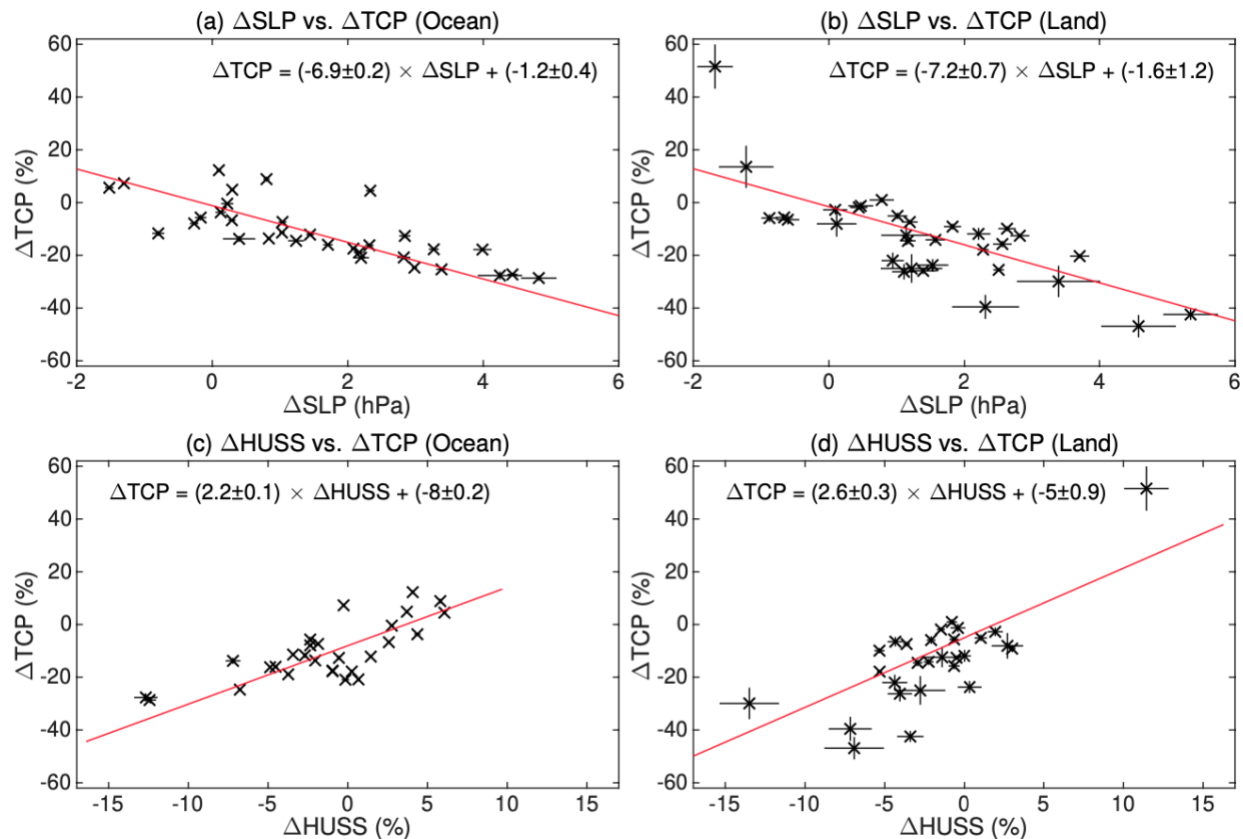 (a) ΔSLP vs. ΔTCP (Ocean)
60
ΔTCP = (-6.9±0.2) × ΔSLP + (-1.2±0.4)
40
20
0
-20
-40
-60
ΔTCP (%)
-2 0 2 4 6
ΔSLP (hPa)
(b) ΔSLP vs. ΔTCP (Land)
60
ΔTCP = (-7.2±0.7) × ΔSLP + (-1.6±1.2)
40
20
0
-20
-40
-60
ΔTCP (%)
-2 0 2 4 6
ΔSLP (hPa)
(c) ΔHUSS vs. ΔTCP (Ocean)
60
ΔTCP = (2.2±0.1) × ΔHUSS + (-8±0.2)
40
20
0
-20
-40
-60
ΔTCP (%)
-15 -10 -5 0 5 10 15
ΔHUSS (%)
(d) ΔHUSS vs. ΔTCP (Land)
60
ΔTCP = (2.6±0.3) × ΔHUSS + (-5±0.9)
40
20
0
-20
-40
-60
ΔTCP (%)
-15 -10 -5 0 5 10 15
ΔHUSS (%)